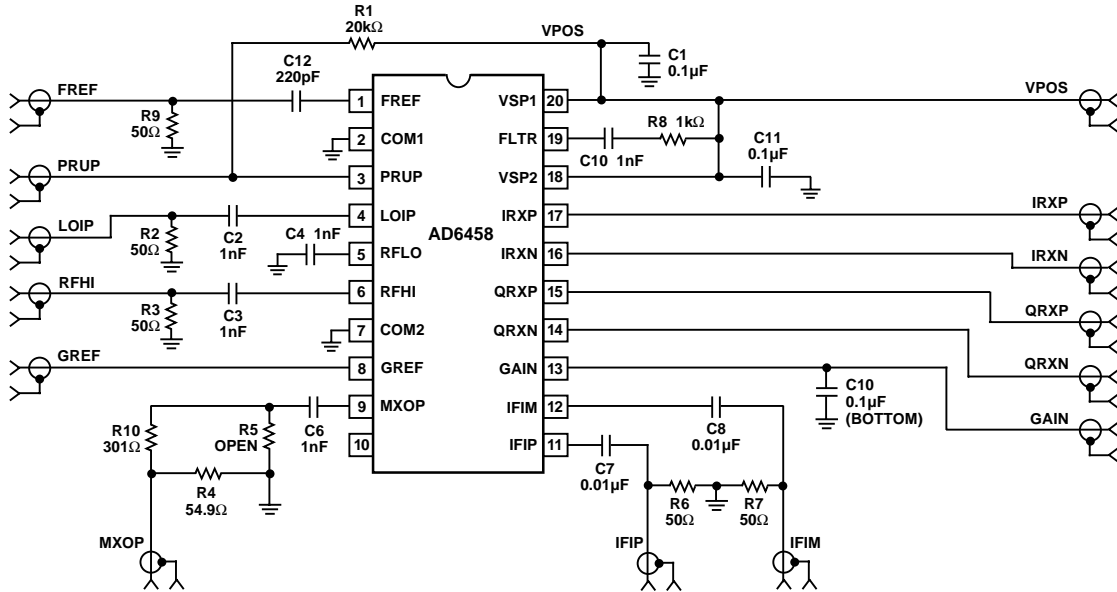 R1
20kΩ
VPOS
C1
0.1µF
C12
220pF
FREF
R9
50Ω
1 FREF
VSP1 20
VPOS
2 COM1
FLTR 19
R8 1kΩ
C10 1nF
C11
0.1µF
PRUP
3 PRUP
VSP2 18
LOIP
R2
50Ω
C2
1nF
4 LOIP
IRXP 17
IRXP
AD6458
C4 1nF
5 RFLO
IRXN 16
IRXN
RFHI
R3
50Ω
C3
1nF
6 RFHI
QRXP 15
QRXP
7 COM2
QRXN 14
QRXN
GREF
8 GREF
GAIN 13
C10
0.1µF
(BOTTOM)
GAIN
R10
301Ω
R5
OPEN
C6
1nF
9 MXOP
IFIM 12
C8
0.01µF
10
IFIP 11
C7
0.01µF
R4
54.9Ω
R6
50Ω
R7
50Ω
MXOP
IFIP
IFIM